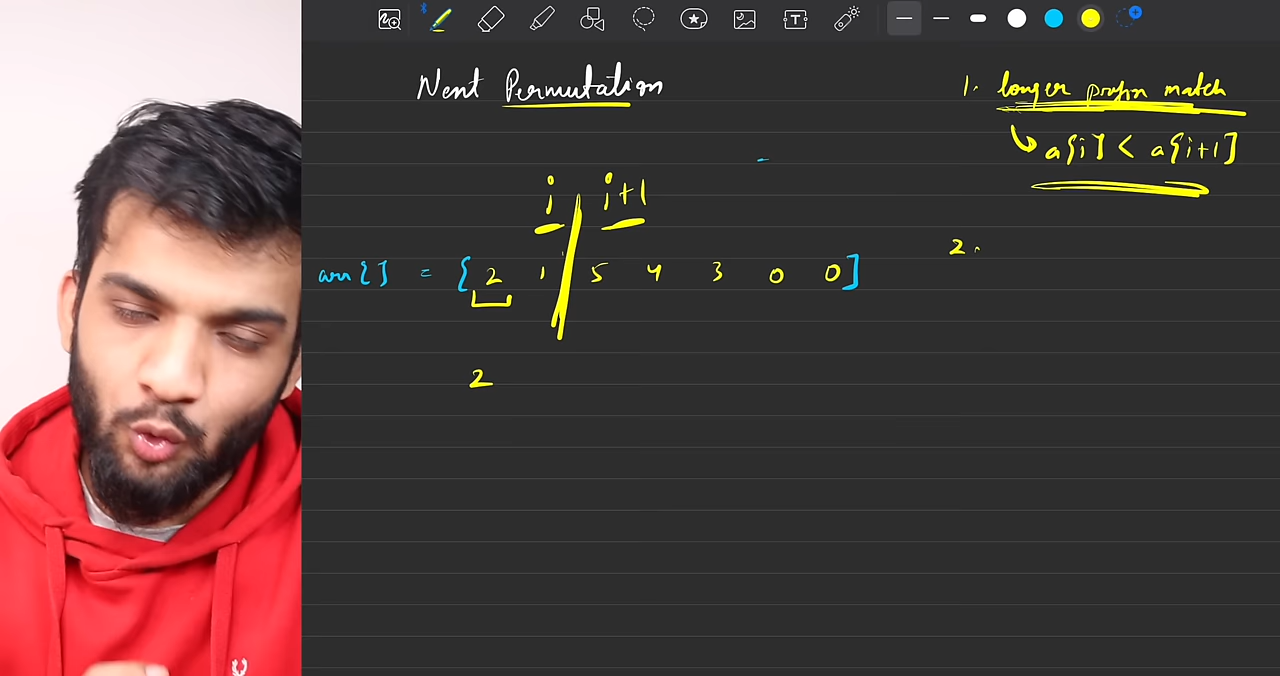 Next Permutation
1. longer prefix match
a[i] < a[i+1]
i i+1
arr[] = [ 2 1 5 4 3 0 0 ]
2.
2